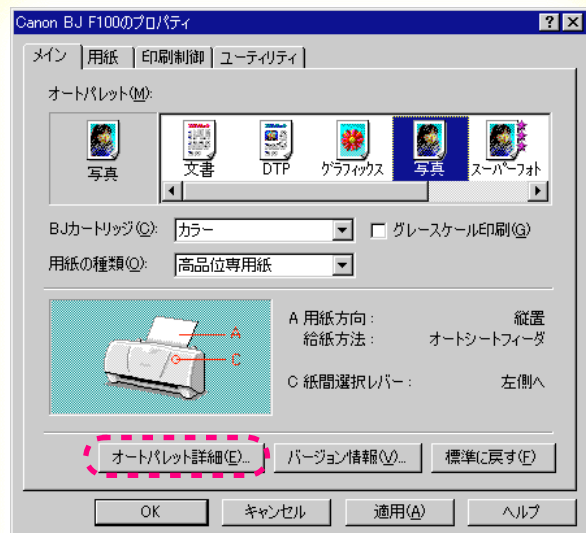 Canon BJ F100のプロパティ
メイン 用紙 印刷制御 ユーティリティ
オートパレット(M):
写真 文書 DTP グラフィックス 写真 スーパーフォト
BJカートリッジ(C): カラー グレースケール印刷(G)
用紙の種類(O): 高品位専用紙
A 用紙方向: 縦置
給紙方法: オートシートフィーダ
C 紙間選択レバー: 左側へ
A
C
オートパレット詳細(E)... バージョン情報(V)... 標準に戻す(F)
OK キャンセル 適用(A) ヘルプ